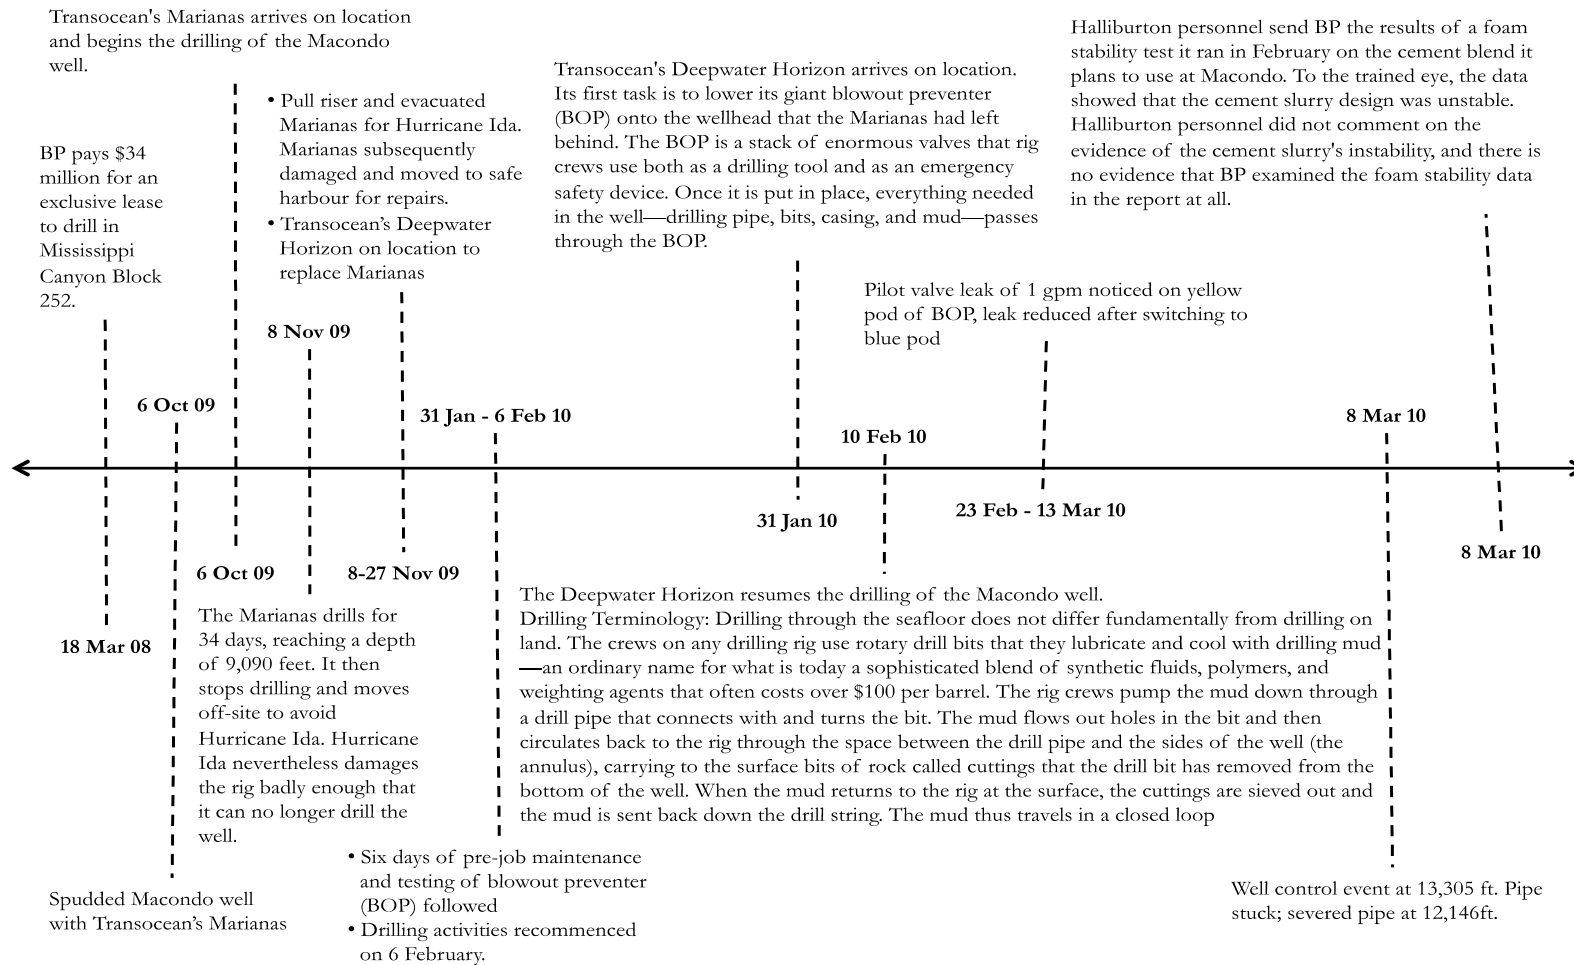 Transocean's Marianas arrives on location
and begins the drilling of the Macondo
well.
BP pays $34
million for an
exclusive lease
to drill in
Mississippi
Canyon Block
252.
• Pull riser and evacuated
Marianas for Hurricane Ida.
Marianas subsequently
damaged and moved to safe
harbour for repairs.
• Transocean’s Deepwater
Horizon on location to
replace Marianas
Transocean's Deepwater Horizon arrives on location.
Its first task is to lower its giant blowout preventer
(BOP) onto the wellhead that the Marianas had left
behind. The BOP is a stack of enormous valves that rig
crews use both as a drilling tool and as an emergency
safety device. Once it is put in place, everything needed
in the well—drilling pipe, bits, casing, and mud—passes
through the BOP.
Halliburton personnel send BP the results of a foam
stability test it ran in February on the cement blend it
plans to use at Macondo. To the trained eye, the data
showed that the cement slurry design was unstable.
Halliburton personnel did not comment on the
evidence of the cement slurry's instability, and there is
no evidence that BP examined the foam stability data
in the report at all.
Pilot valve leak of 1 gpm noticed on yellow
pod of BOP, leak reduced after switching to
blue pod
8 Nov 09
6 Oct 09
31 Jan - 6 Feb 10
10 Feb 10
8 Mar 10
31 Jan 10
23 Feb - 13 Mar 10
8 Mar 10
6 Oct 09
8-27 Nov 09
18 Mar 08
The Marianas drills for
34 days, reaching a depth
of 9,090 feet. It then
stops drilling and moves
off-site to avoid
Hurricane Ida. Hurricane
Ida nevertheless damages
the rig badly enough that
it can no longer drill the
well.
The Deepwater Horizon resumes the drilling of the Macondo well.
Drilling Terminology: Drilling through the seafloor does not differ fundamentally from drilling on
land. The crews on any drilling rig use rotary drill bits that they lubricate and cool with drilling mud
—an ordinary name for what is today a sophisticated blend of synthetic fluids, polymers, and
weighting agents that often costs over $100 per barrel. The rig crews pump the mud down through
a drill pipe that connects with and turns the bit. The mud flows out holes in the bit and then
circulates back to the rig through the space between the drill pipe and the sides of the well (the
annulus), carrying to the surface bits of rock called cuttings that the drill bit has removed from the
bottom of the well. When the mud returns to the rig at the surface, the cuttings are sieved out and
the mud is sent back down the drill string. The mud thus travels in a closed loop
Spudded Macondo well
with Transocean’s Marianas
• Six days of pre-job maintenance
and testing of blowout preventer
(BOP) followed
• Drilling activities recommenced
on 6 February.
Well control event at 13,305 ft. Pipe
stuck; severed pipe at 12,146ft.